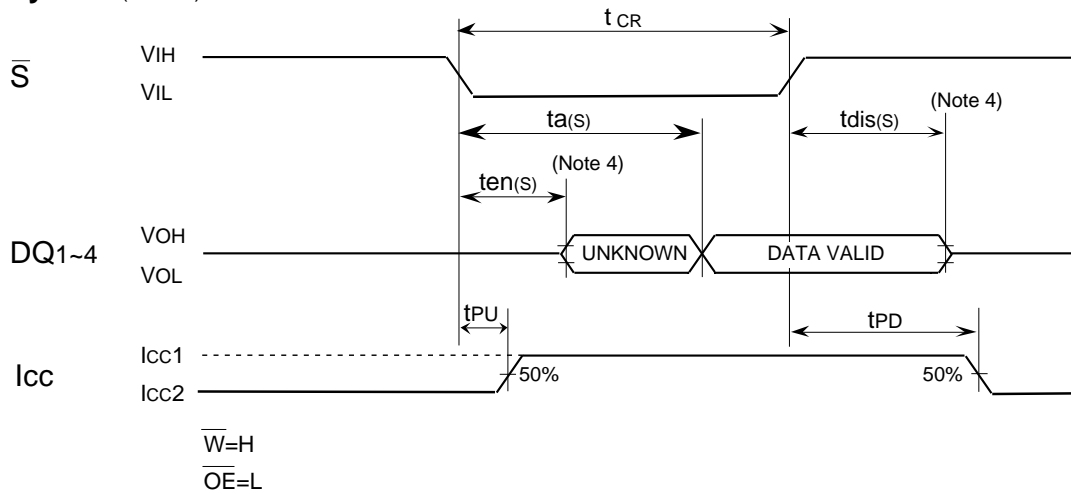 t CR
S
VIH
VIL
ta(S)
tdis(S)
(Note 4)
ten(S)
(Note 4)
DQ1~4
VOH
VOL
UNKNOWN
DATA VALID
tPU
tPD
Icc
Icc1
Icc2
50%
50%
W=H
OE=L